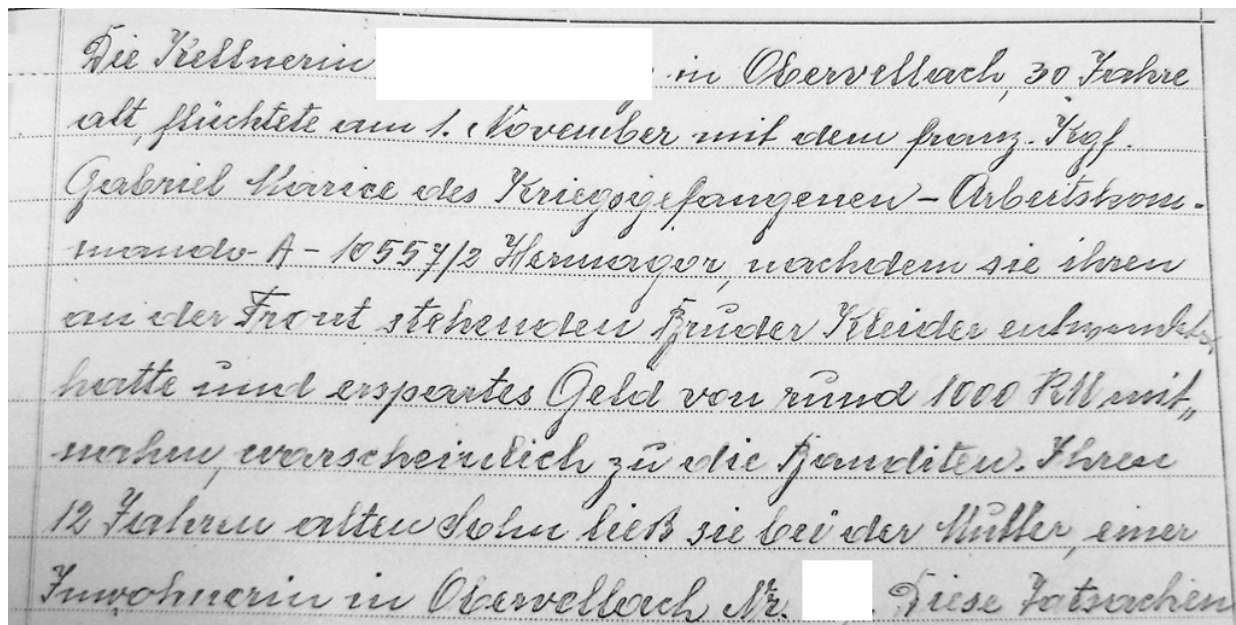 Die Kellnerin , in Obervellach, 30 Jahre
alt, flüchtete am 1. November mit dem franz. Kgf.
Gabriel Marice des Kriegsgefangenen - Arbeitskom-
mando A - 10557/2 Hermagor, nachdem sie ihren
an der Front stehenden Bruder Kleider entwendet
hatte und erspartes Geld von rund 1000 RM mit„
nahm, warscheinlich zu die Banditen. Ihren
12 Jahren alten Sohn ließ sie bei der Mutter, einer
Inwohnerin in Obervellach Nr. . Diese Tatsachen